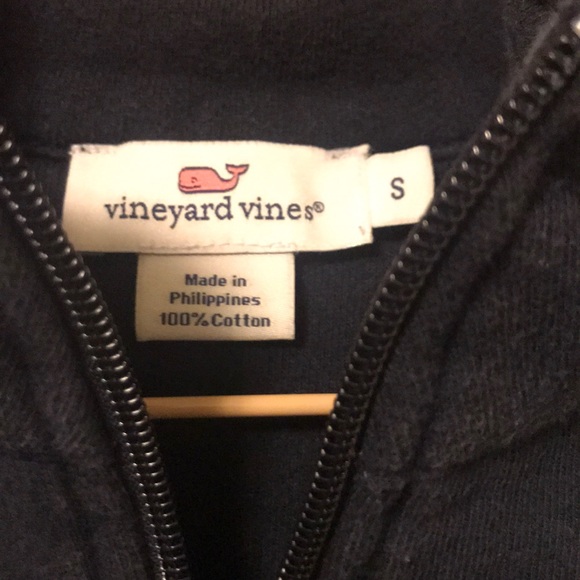 vineyard vines®
S
Made in
Philippines
100% Cotton